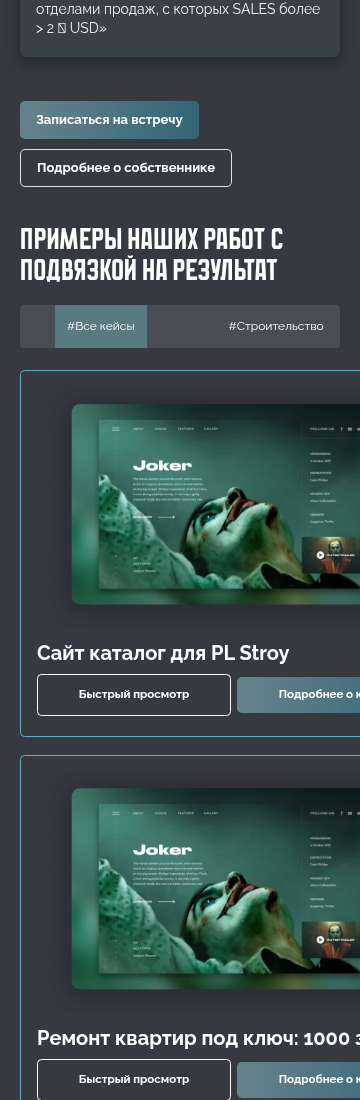 отделами продаж, с которых SALES более
> 2 USD»
Записаться на встречу
Подробнее о собственнике
ПРИМЕРЫ НАШИХ РАБОТ С
ПОДВЯЗКОЙ НА РЕЗУЛЬТАТ
#Все кейсы
#Строительство
Joker
Сайт каталог для PL Stroy
Быстрый просмотр
Подробнее о к
Joker
Ремонт квартир под ключ: 1000 з
Быстрый просмотр
Подробнее о к